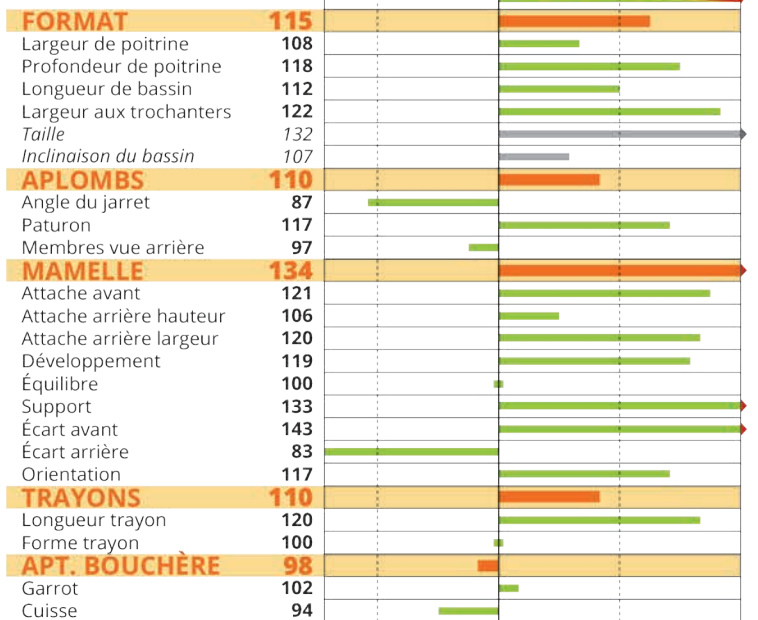 FORMAT 115
Largeur de poitrine 108
Profondeur de poitrine 118
Longueur de bassin 112
Largeur aux trochanters 122
Taille 132
Inclinaison du bassin 107
APLOMBS 110
Angle du jarret 87
Paturon 117
Membres vue arrière 97
MAMELLE 134
Attache avant 121
Attache arrière hauteur 106
Attache arrière largeur 120
Développement 119
Équilibre 100
Support 133
Écart avant 143
Écart arrière 83
Orientation 117
TRAYONS 110
Longueur trayon 120
Forme trayon 100
APT. BOUCHÈRE 98
Garrot 102
Cuisse 94